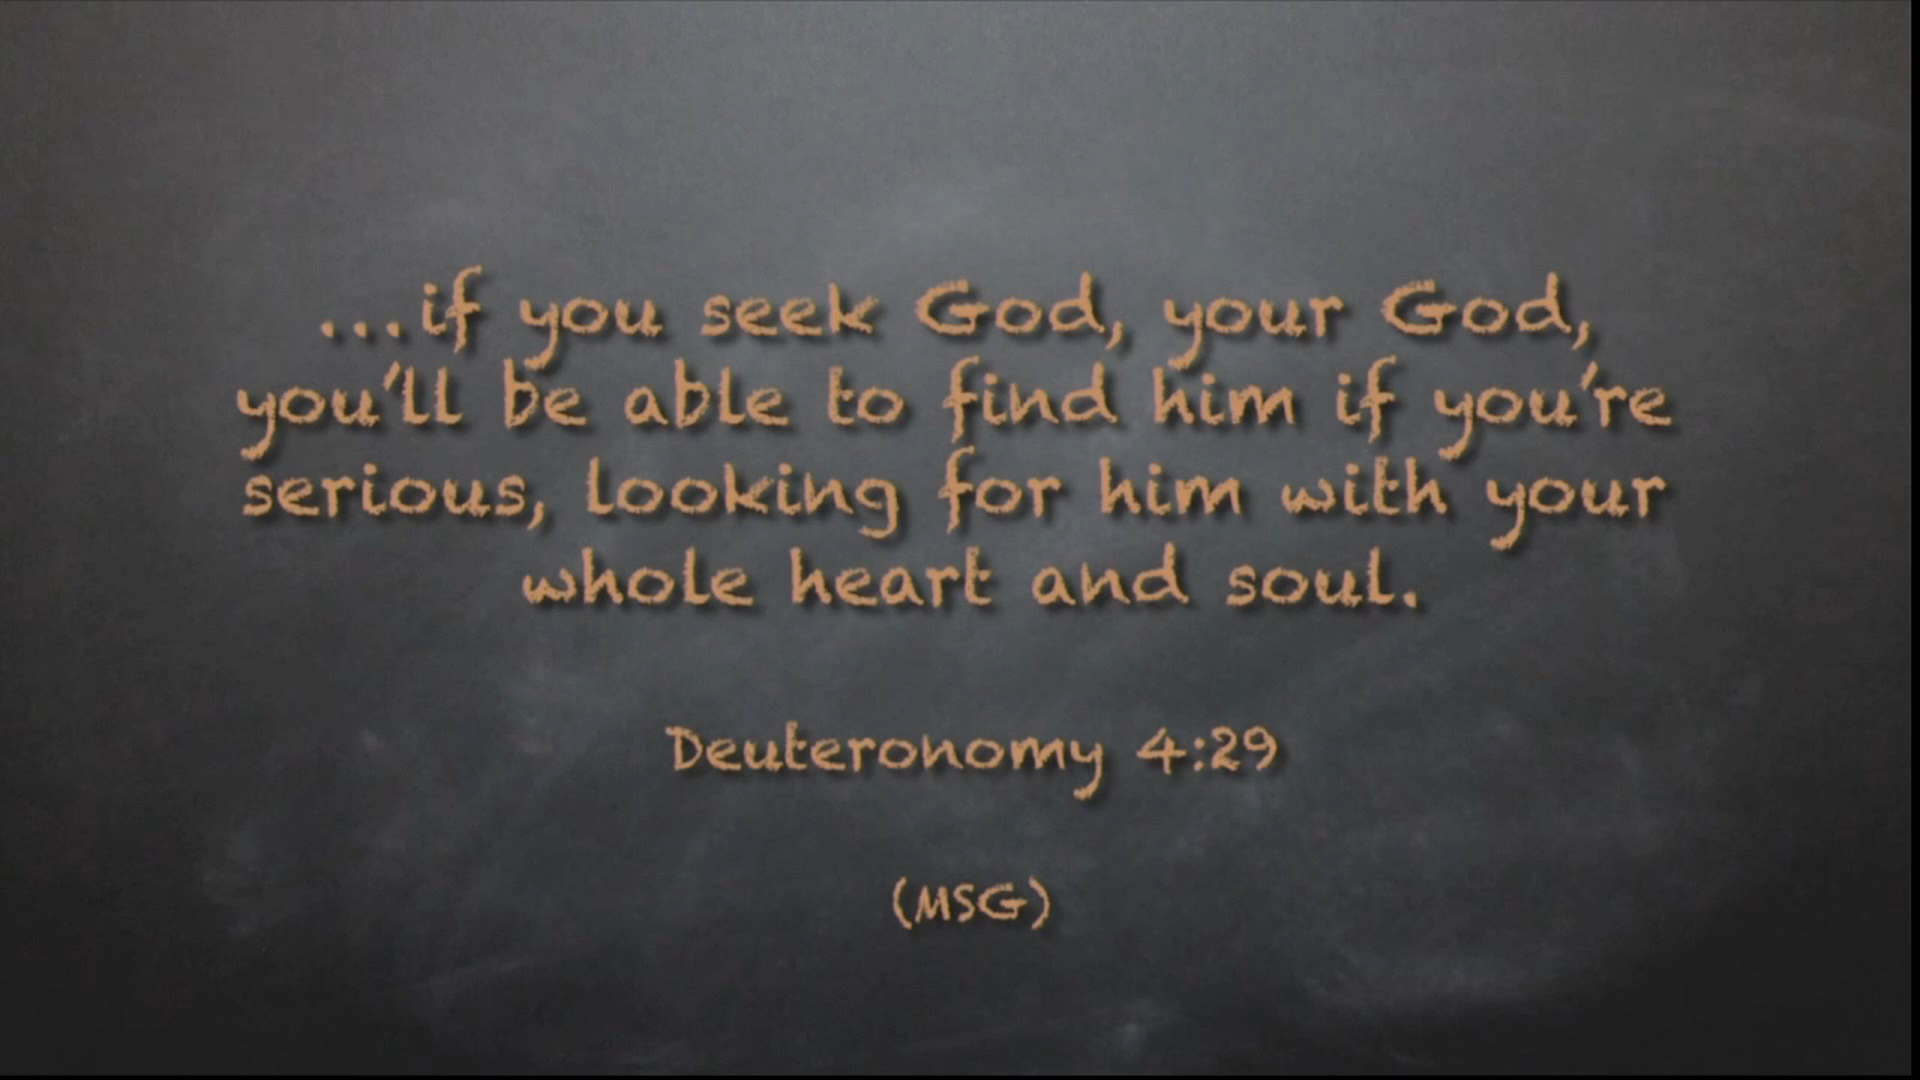 ...if you seek God, your God,
you'll be able to find him if you're
serious, looking for him with your
whole heart and soul.
Deuteronomy 4:29
(MSG)